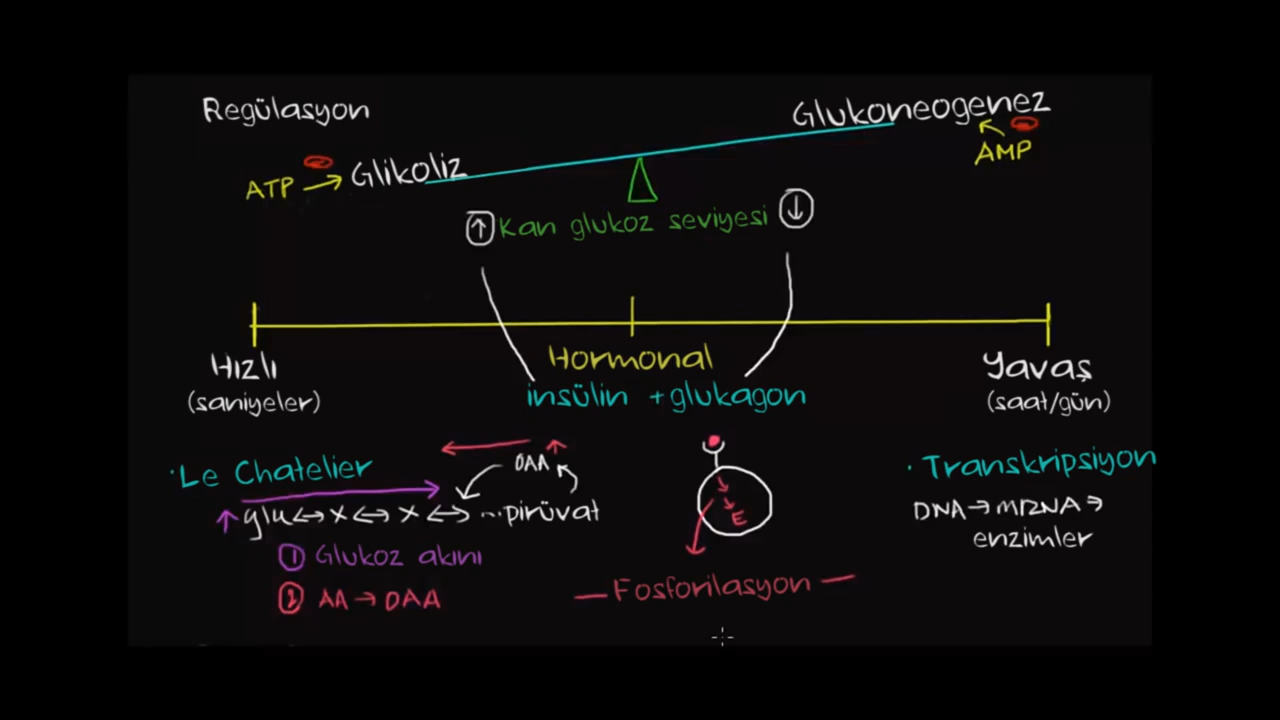 Regülasyon
Glukoneogenez
ATP → Glikoliz
AMP
↑ Kan glukoz seviyesi ↓
Hızlı
(saniyeler)
Hormonal
insülin + glukagon
Yavaş
(saat/gün)
· Le Chatelier
OAA ↑
↑ glu ↔ x ↔ x ↔ ... pirüvat
① Glukoz akını
② AA → OAA
E
— Fosforilasyon —
· Transkripsiyon
DNA → mRNA →
enzimler